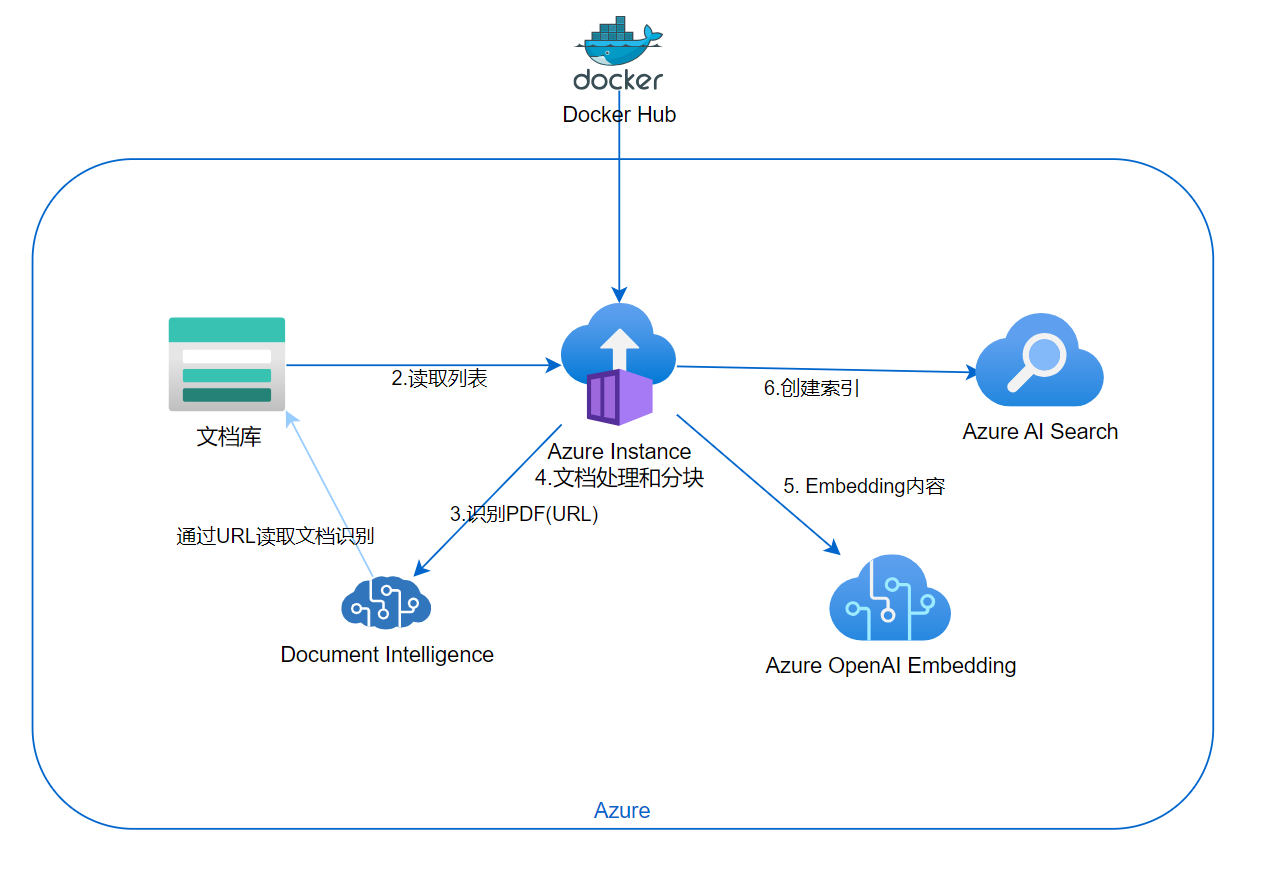 docker
Docker Hub
2.读取列表
6.创建索引
文档库
Azure Instance
4.文档处理和分块
Azure AI Search
5. Embedding内容
3.识别PDF(URL)
通过URL读取文档识别
Document Intelligence
Azure OpenAI Embedding
Azure